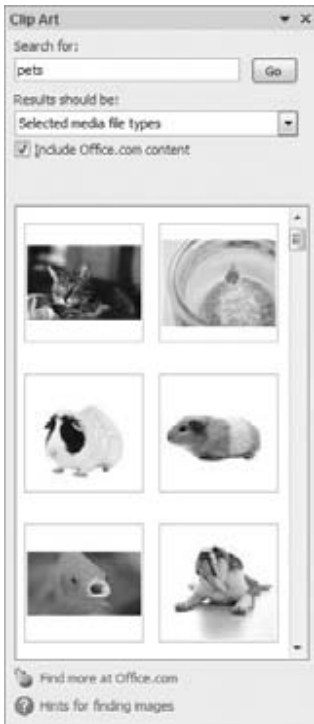 Clip Art
Search for:
pets
Go
Results should be:
Selected media file types
Include Office.com content
Find more at Office.com
Hints for finding images